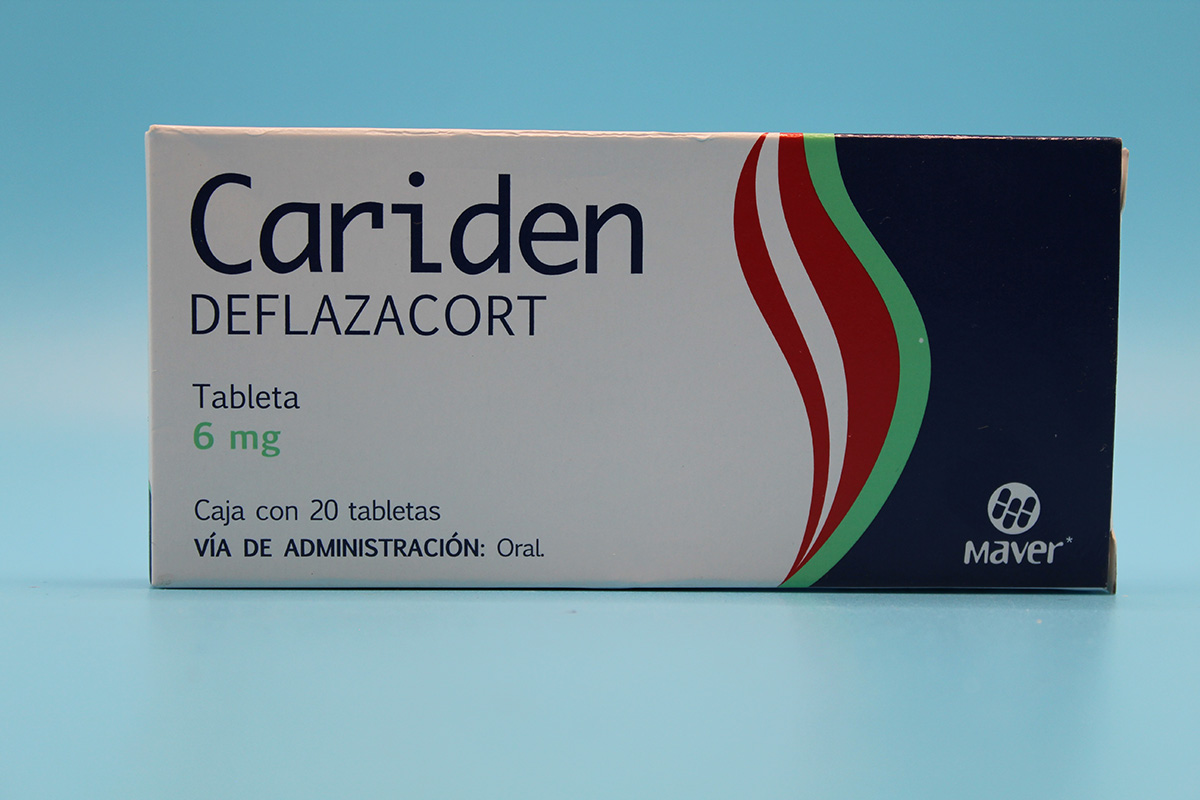 Cariden
DEFLAZACORT
Tableta
6 mg
Caja con 20 tabletas
VÍA DE ADMINISTRACIÓN: Oral.
Maver*